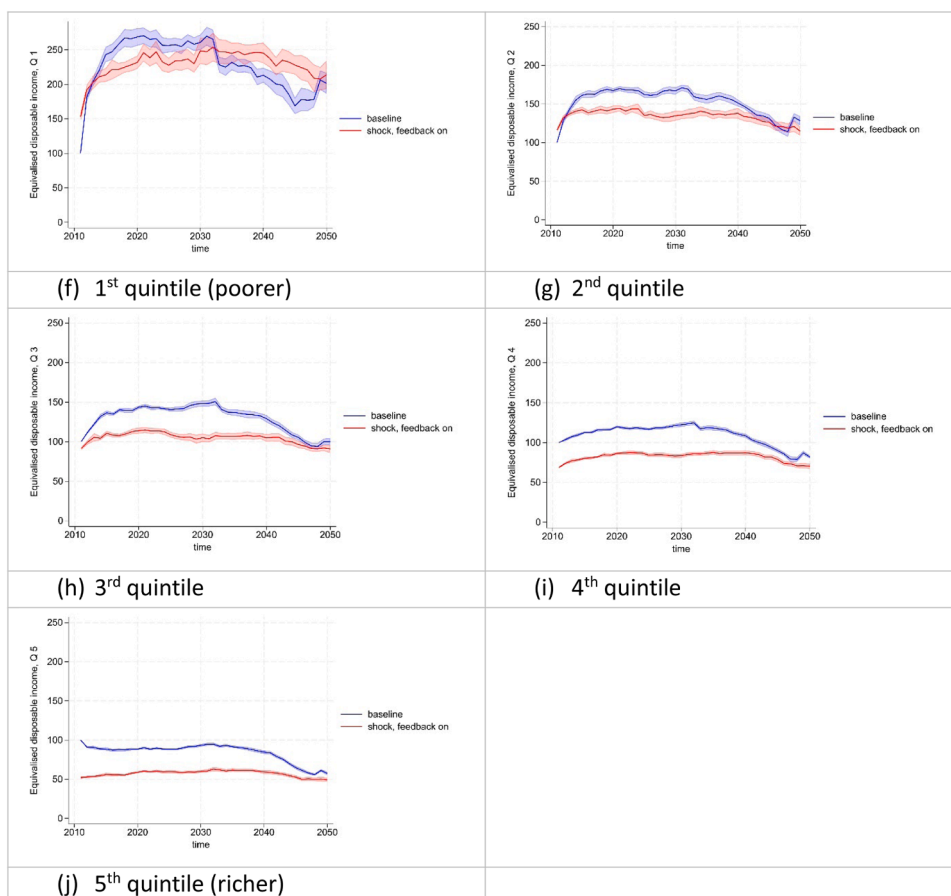 Equivalised disposable income, Q 1
250
200
150
100
50
0
2010
2020
2030
2040
2050
time
baseline
shock, feedback on
(f) 1st quintile (poorer)
Equivalised disposable income, Q 2
250
200
150
100
50
0
2010
2020
2030
2040
2050
time
baseline
shock, feedback on
(g) 2nd quintile
Equivalised disposable income, Q 3
250
200
150
100
50
0
2010
2020
2030
2040
2050
time
baseline
shock, feedback on
(h) 3rd quintile
Equivalised disposable income, Q 4
250
200
150
100
50
0
2010
2020
2030
2040
2050
time
baseline
shock, feedback on
(i) 4th quintile
Equivalised disposable income, Q 5
250
200
150
100
50
0
2010
2020
2030
2040
2050
time
baseline
shock, feedback on
(j) 5th quintile (richer)